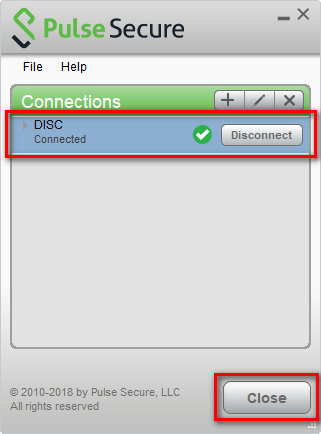 Pulse Secure
File Help
Connections
DISC
Connected
Disconnect
© 2010-2018 by Pulse Secure, LLC
All rights reserved
Close